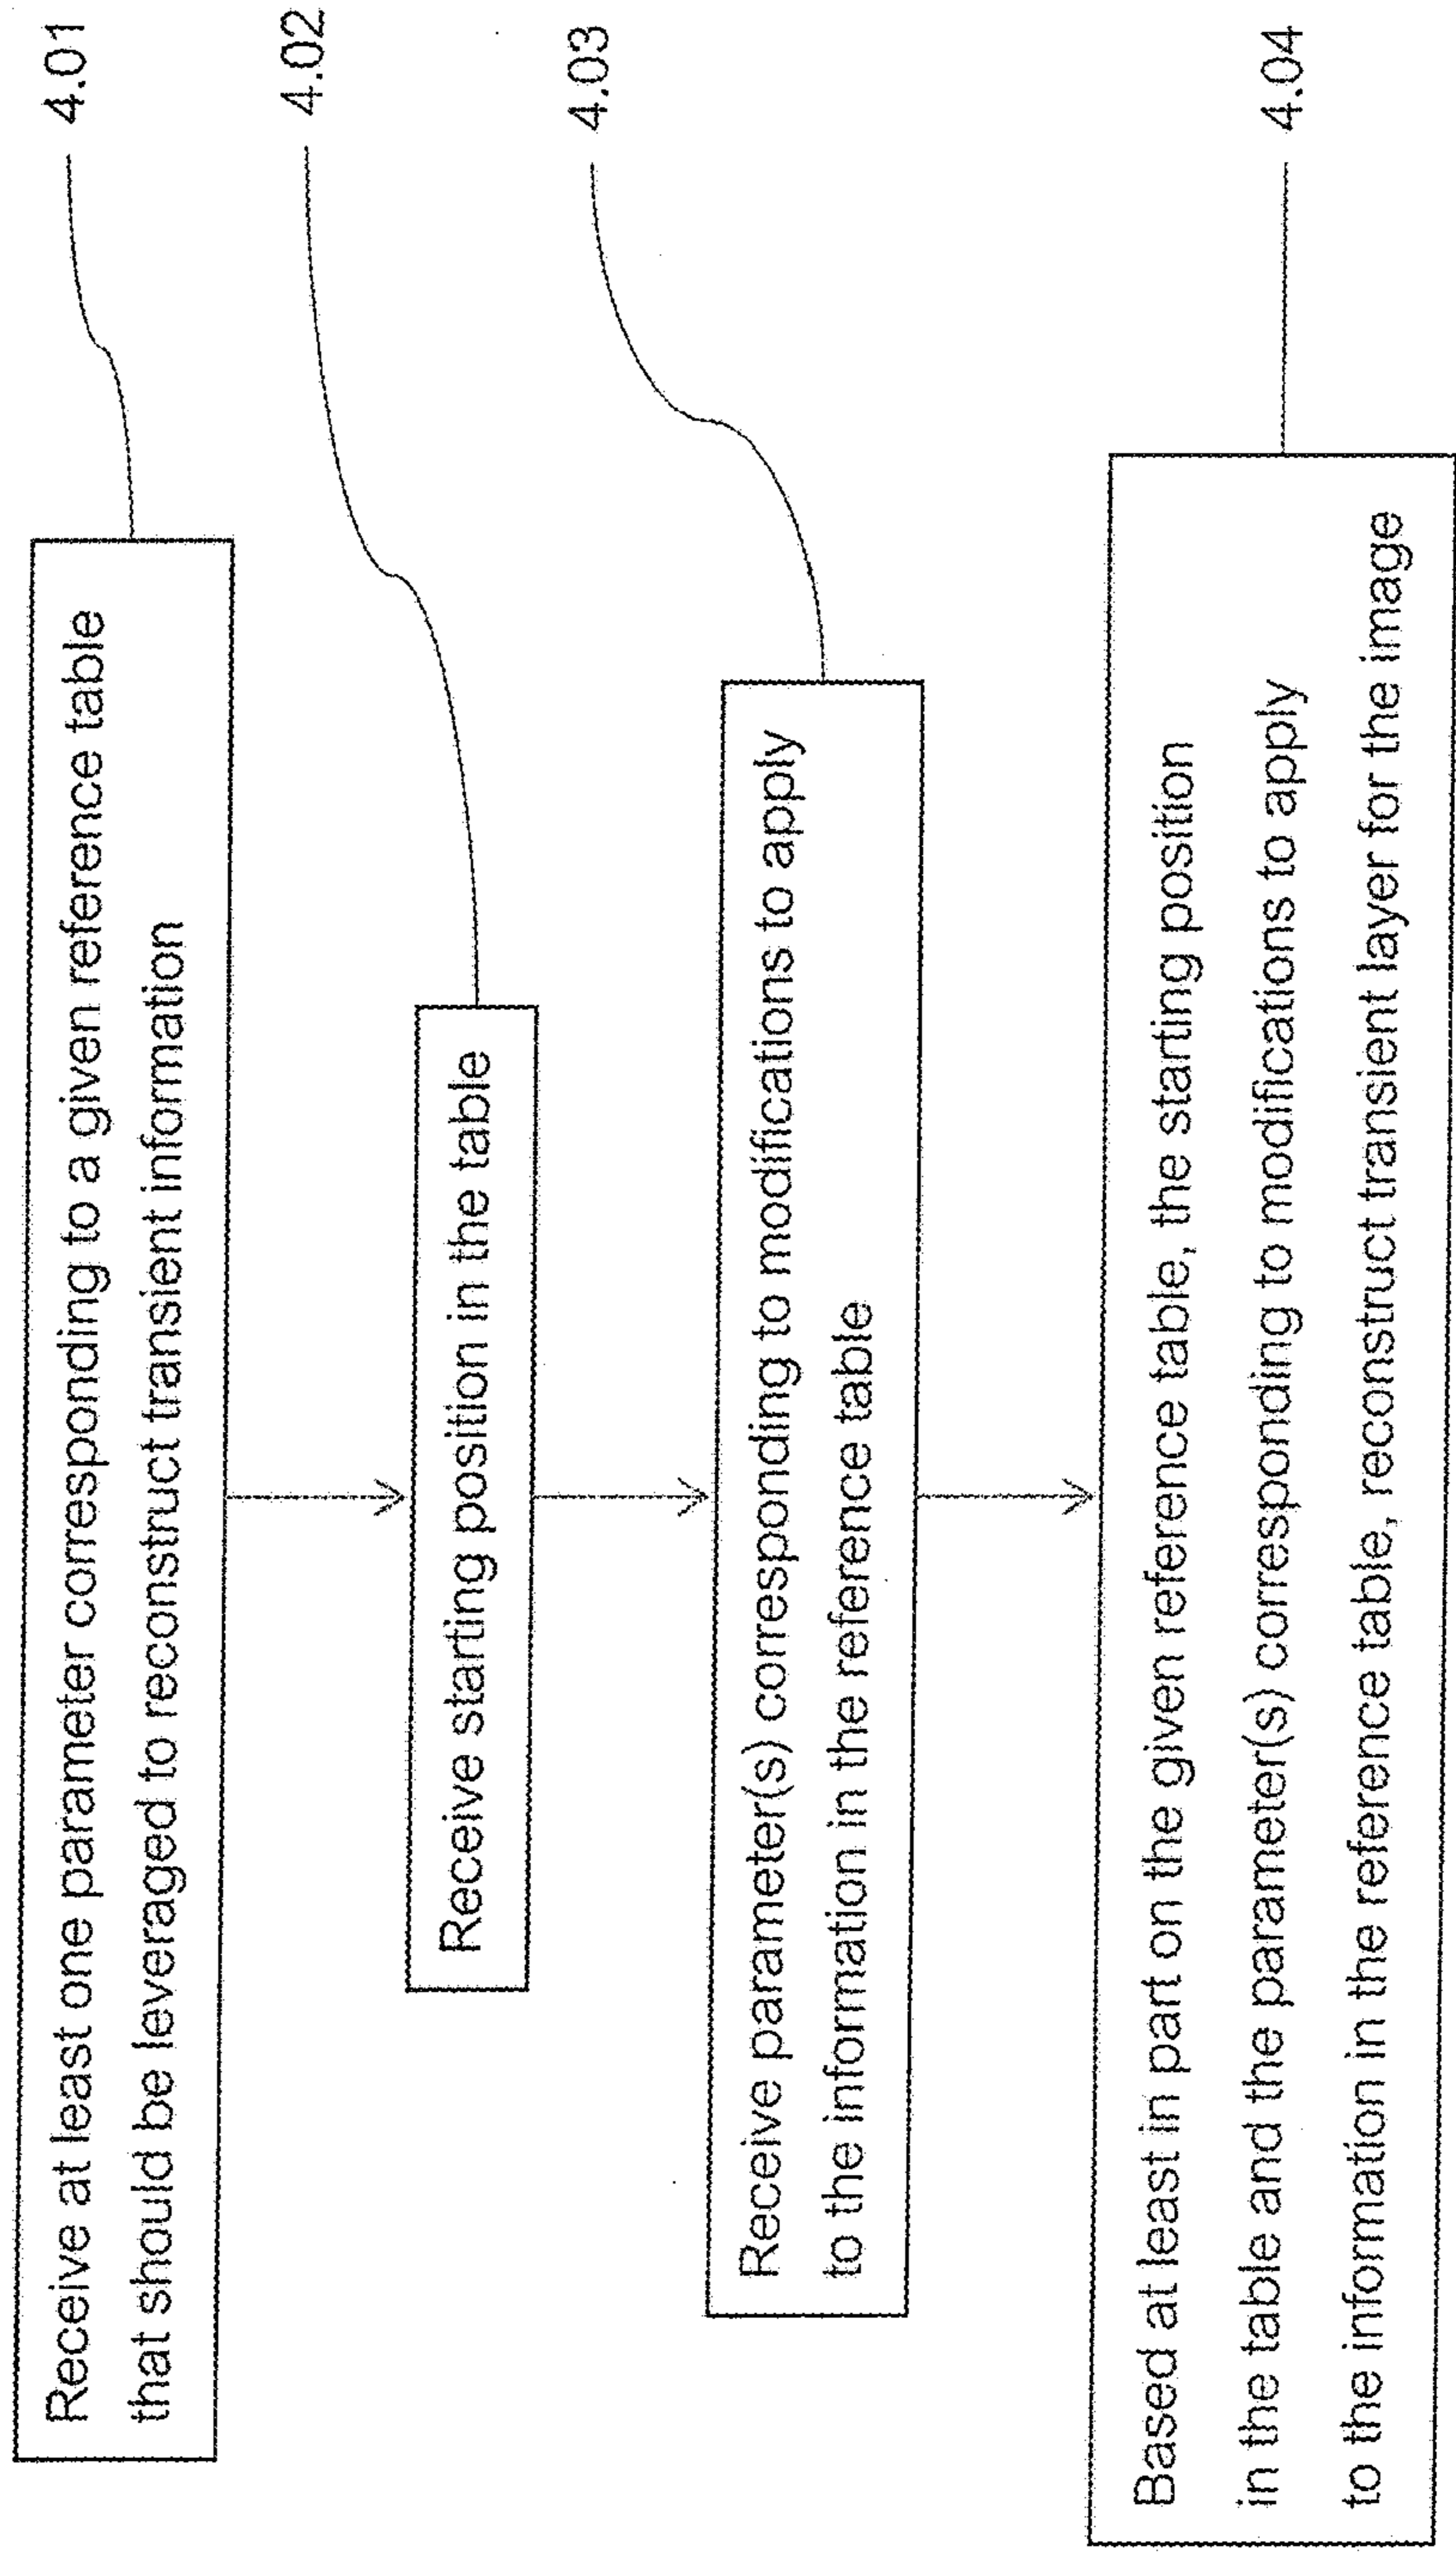 Receive at least one parameter corresponding to a given reference table
that should be leveraged to reconstruct transient information
4.01
Receive starting position in the table
4.02
Receive parameter(s) corresponding to modifications to apply
to the information in the reference table
4.03
Based at least in part on the given reference table, the starting position
in the table and the parameter(s) corresponding to modifications to apply
to the information in the reference table, reconstruct transient layer for the image
4.04